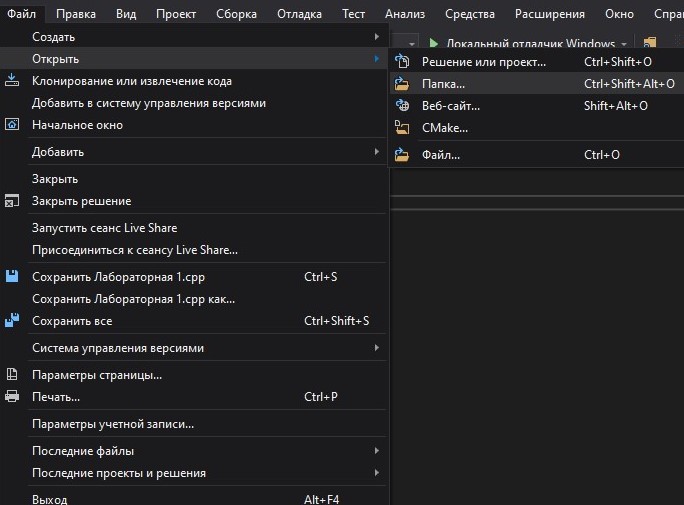 Файл Правка Вид Проект Сборка Отладка Тест Анализ Средства Расширения Окно
Локальный отладчик Windows
Создать
Открыть
Клонирование или извлечение кода
Добавить в систему управления версиями
Начальное окно
Добавить
Закрыть
Закрыть решение
Запустить сеанс Live Share
Присоединиться к сеансу Live Share...
Сохранить Лабораторная 1.cpp Ctrl+S
Сохранить Лабораторная 1.cpp как...
Сохранить все Ctrl+Shift+S
Система управления версиями
Параметры страницы...
Печать... Ctrl+P
Параметры учетной записи...
Последние файлы
Последние проекты и решения
Выход Alt+F4
Решение или проект... Ctrl+Shift+O
Папка... Ctrl+Shift+Alt+O
Веб-сайт... Shift+Alt+O
CMake...
Файл... Ctrl+O